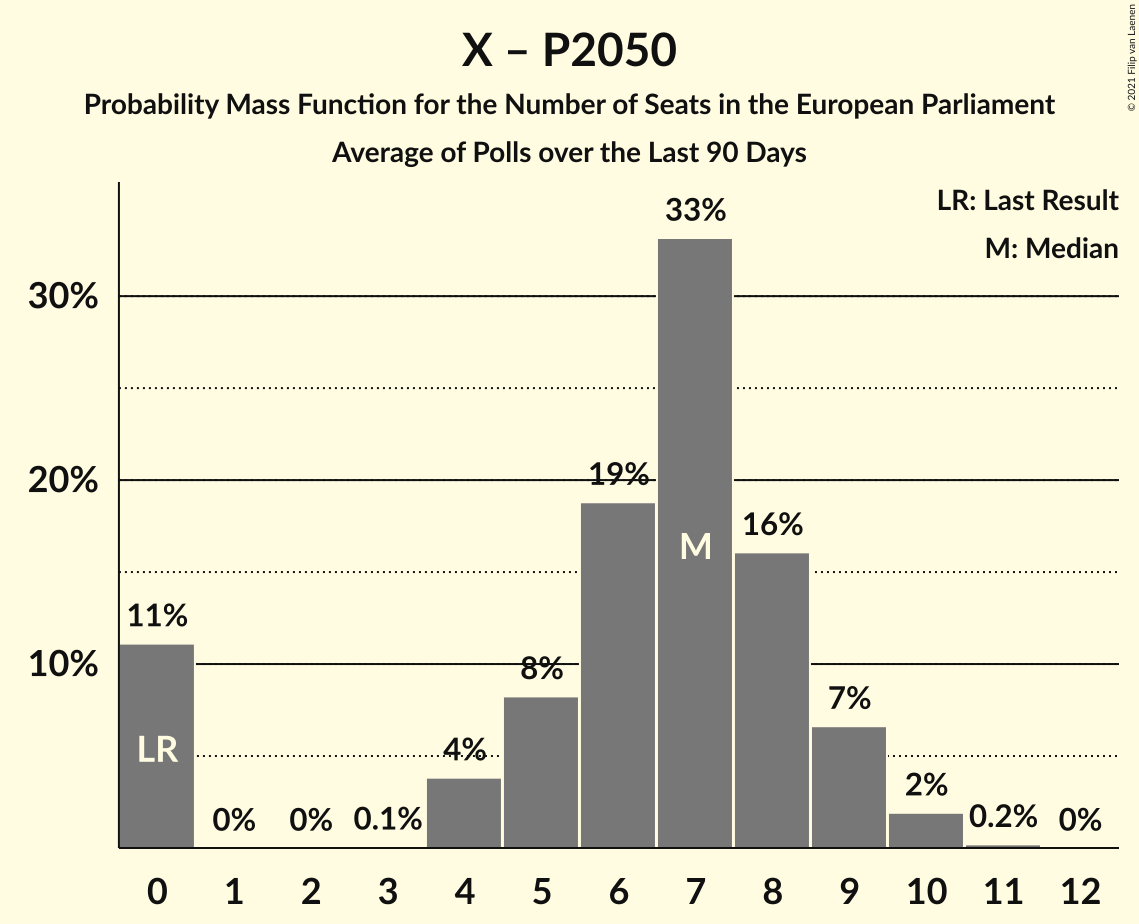 X – P2050
Probability Mass Function for the Number of Seats in the European Parliament
Average of Polls over the Last 90 Days
© 2021 Filip van Laenen
LR: Last Result
M: Median
33%
30%
20%
19%
16%
M
11%
10%
8%
7%
LR
4%
2%
0%
0%
0.1%
0.2%
0%
0 1 2 3 4 5 6 7 8 9 10 11 12